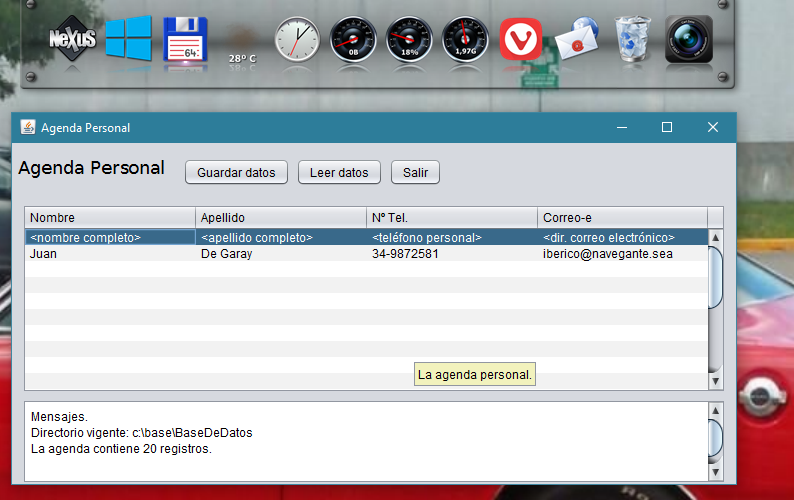 NeXuS
64:
28º C
0B
18%
1,97G
Agenda Personal
Agenda Personal
Guardar datos
Leer datos
Salir
Nombre Apellido Nº Tel. Correo-e
<nombre completo> <apellido completo> <teléfono personal> <dir. correo electrónico>
Juan De Garay 34-9872581 iberico@navegante.sea
La agenda personal.
Mensajes.
Directorio vigente: c:\base\BaseDeDatos
La agenda contiene 20 registros.